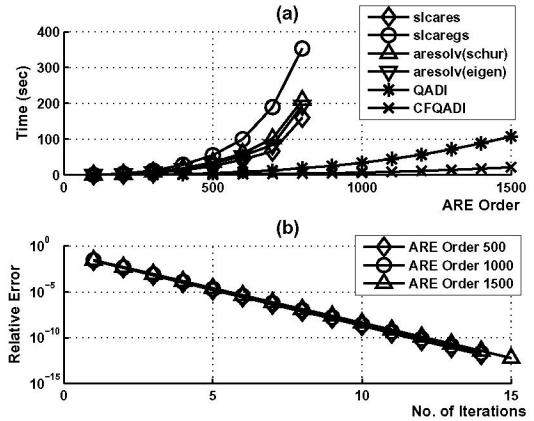 (a)
slcares
slcaregs
aresolv(schur)
aresolv(eigen)
QADI
CFQADI
Time (sec)
400
300
200
100
0
0
500
1000
1500
ARE Order
(b)
ARE Order 500
ARE Order 1000
ARE Order 1500
Relative Error
10^0
10^-5
10^-10
10^-15
0
5
10
15
No. of Iterations